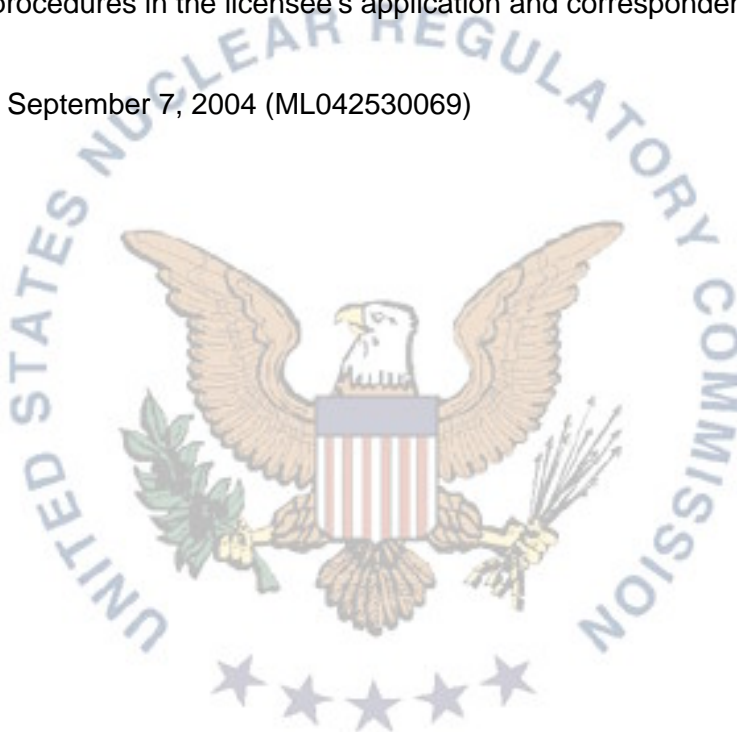 procedures in the licensee's application and
September 7, 2004 (ML042530069)
UNITED STATES NUCLEAR REGULATORY COMMISSION